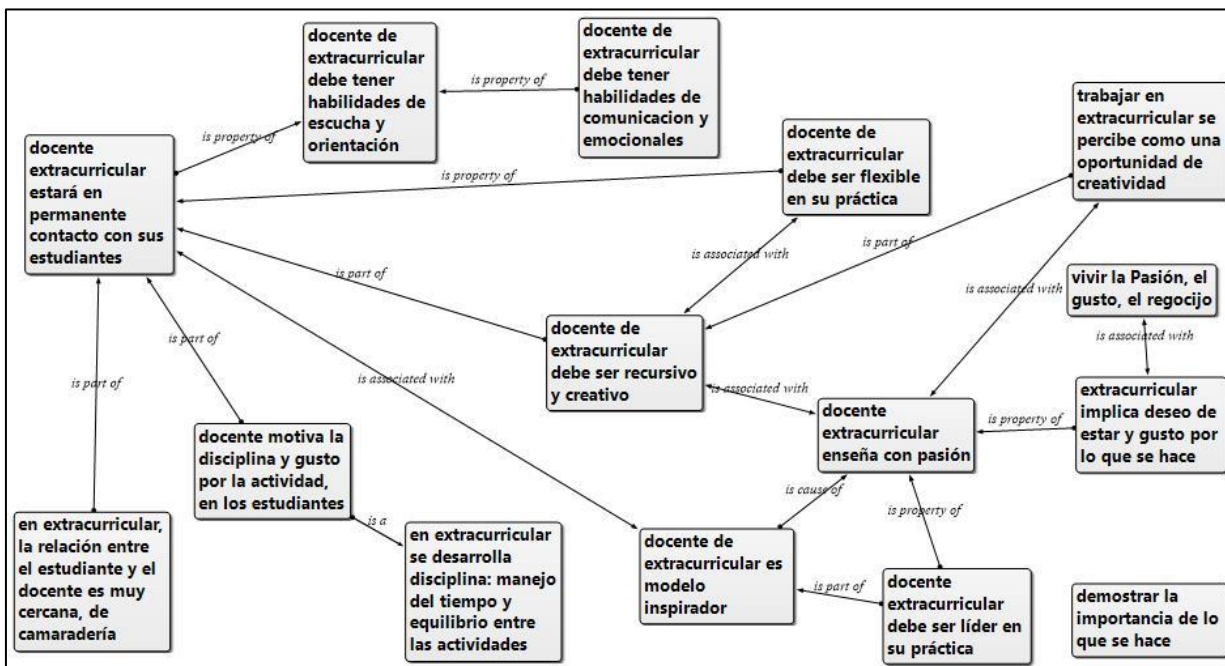 docente de
extracurricular
debe tener
habilidades de
escucha y
orientación
is property of
docente de
extracurricular
debe tener
habilidades de
comunicacion y
emocionales
trabajar en
extracurricular se
percibe como una
oportunidad de
creatividad
is property of
docente
extracurricular
estará en
permanente
contacto con sus
estudiantes
is property of
docente de
extracurricular
debe ser flexible
en su práctica
is part of
is associated with
is part of
is associated with
vivir la Pasión, el
gusto, el regocijo
is associated with
docente de
extracurricular
debe ser recursivo
y creativo
is associated with
is part of
is part of
is associated with
docente
extracurricular
enseña con pasión
is property of
extracurricular
implica deseo de
estar y gusto por
lo que se hace
docente motiva la
disciplina y gusto
por la actividad,
en los estudiantes
is a
is cause of
is property of
en extracurricular,
la relación entre
el estudiante y el
docente es muy
cercana, de
camaradería
en extracurricular
se desarrolla
disciplina: manejo
del tiempo y
equilibrio entre
las actividades
docente de
extracurricular es
modelo
inspirador
is part of
docente
extracurricular
debe ser líder en
su práctica
demostrar la
importancia de lo
que se hace